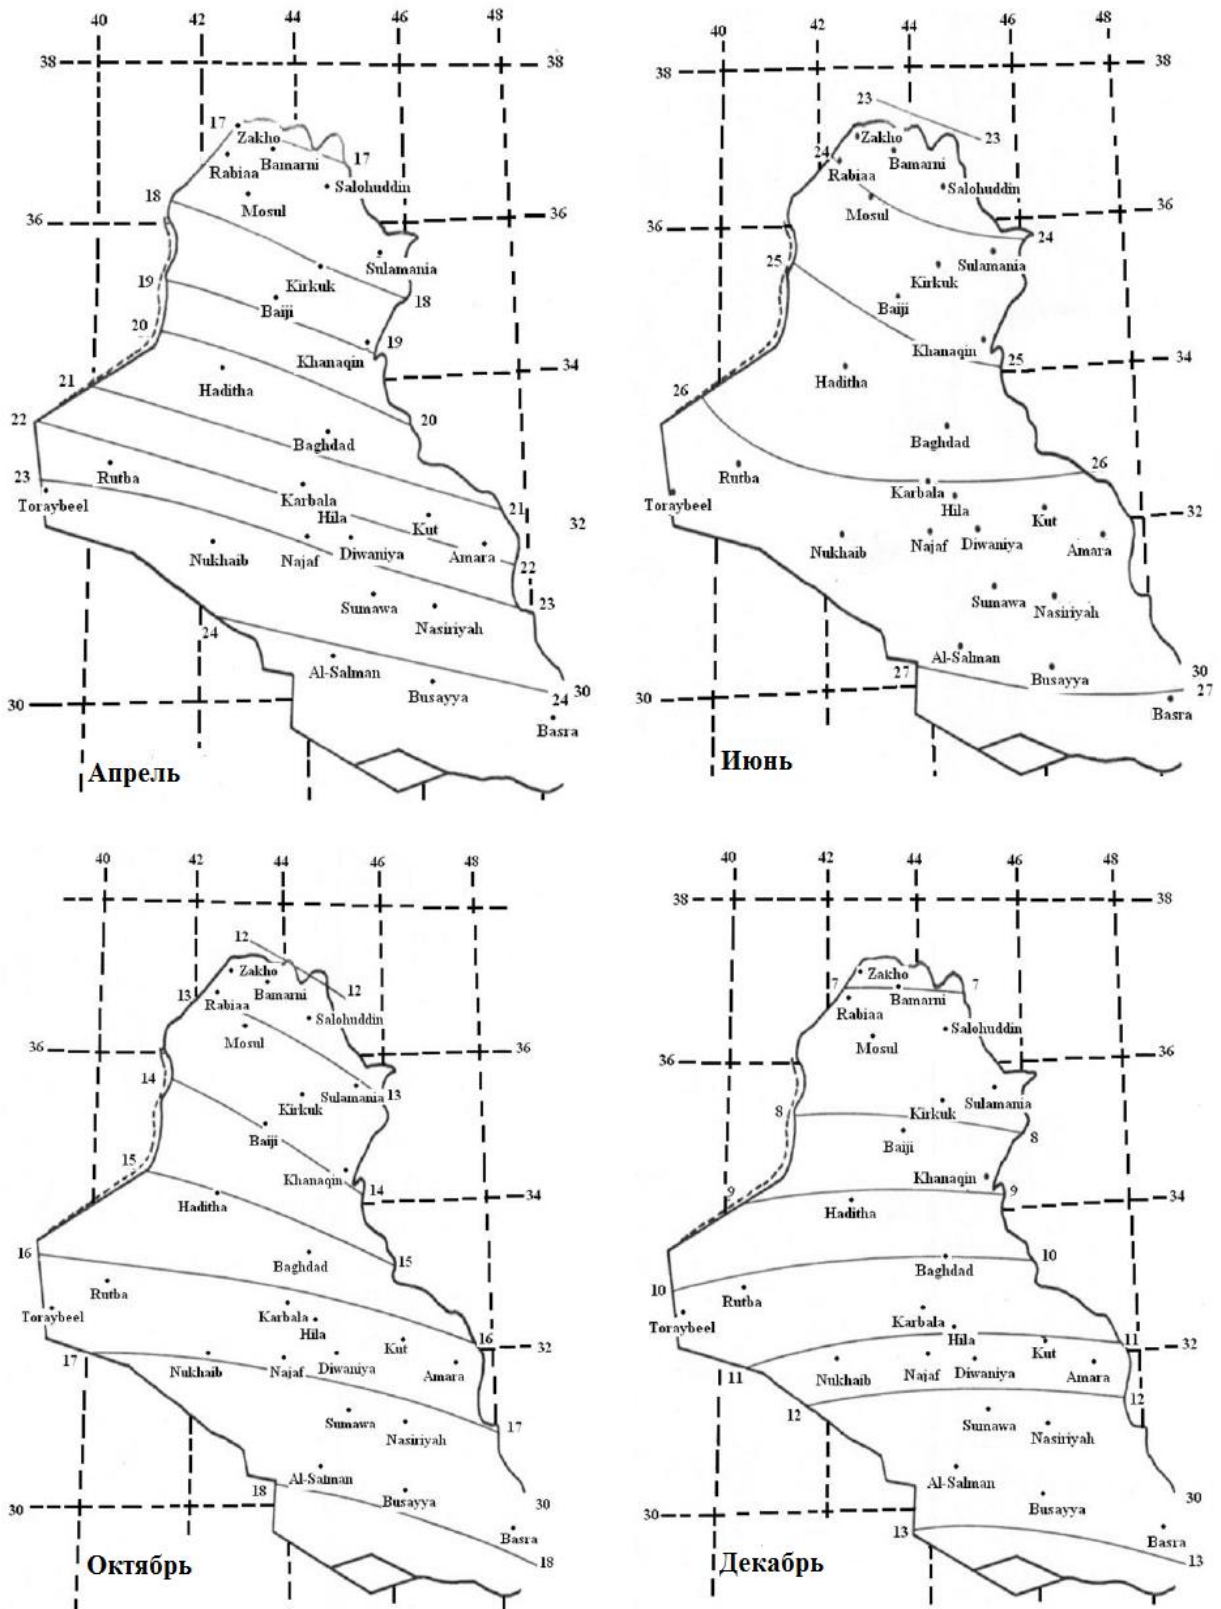 40 42 44 46 48
38 38
17
Zakho
Bamarni
17
Rabiaa
Salohuddin
18
Mosul
36 36
Sulamania
Kirkuk
19
18
Baiji
20
19
Khanaqin
34
21
Haditha
20
22
Baghdad
Rutba
23
Karbala
21
Toraybeel
Hila
32
Kut
Nukhaib
Najaf
Diwaniya
Amara
22
Sumawa
23
Nasiriyah
24
Al-Salman
Busayya
24
30 30
Basra
Апрель
40 42 44 46 48
38 38
23
23
Zakho
24
Bamarni
Rabiaa
Salohuddin
Mosul
36 36
24
25
Sulamania
Kirkuk
Baiji
Khanaqin
25
34
Haditha
26
Baghdad
26
Rutba
Karbala
Toraybeel
Hila
32
Kut
Nukhaib
Najaf
Diwaniya
Amara
Sumawa
Nasiriyah
Al-Salman
27
Busayya
30 30
27
Basra
Июнь
40 42 44 46 48
12
Zakho
12
13
Bamarni
Rabiaa
Salohuddin
Mosul
36 36
14
Sulamania
13
Kirkuk
Baiji
15
Khanaqin
14
34
Haditha
16
15
Baghdad
Rutba
Karbala
Toraybeel
Hila
16
32
17
Kut
Nukhaib
Najaf
Diwaniya
Amara
Sumawa
17
Nasiriyah
Al-Salman
18
Busayya
30 30
Basra
18
Октябрь
40 42 44 46 48
38 38
Zakho
7 7
Bamarni
Rabiaa
Salohuddin
Mosul
36 36
Sulamania
8
Kirkuk
8
Baiji
Khanaqin
9 9
34
Haditha
10
Baghdad
10
Rutba
Karbala
Toraybeel
Hila
11
32
Kut
11
Nukhaib
Najaf
Diwaniya
Amara
12
12
Sumawa
Nasiriyah
Al-Salman
Busayya
30 30
13
Basra
13
Декабрь